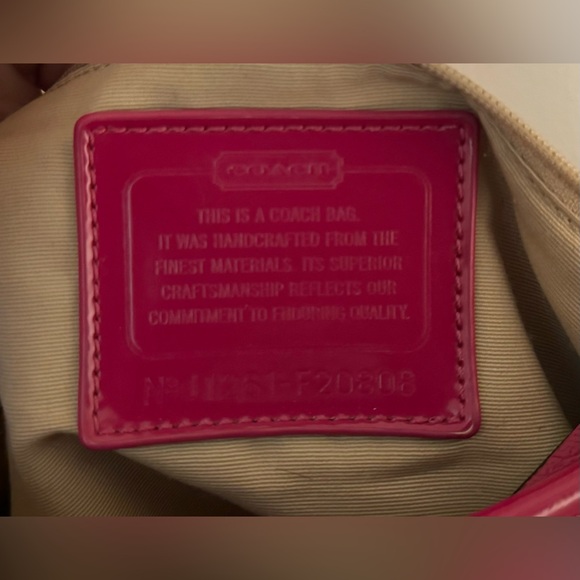 COACH
THIS IS A COACH BAG.
IT WAS HANDCRAFTED FROM THE
FINEST MATERIALS. ITS SUPERIOR
CRAFTSMANSHIP REFLECTS OUR
COMMITMENT TO ENDURING QUALITY.
Nº